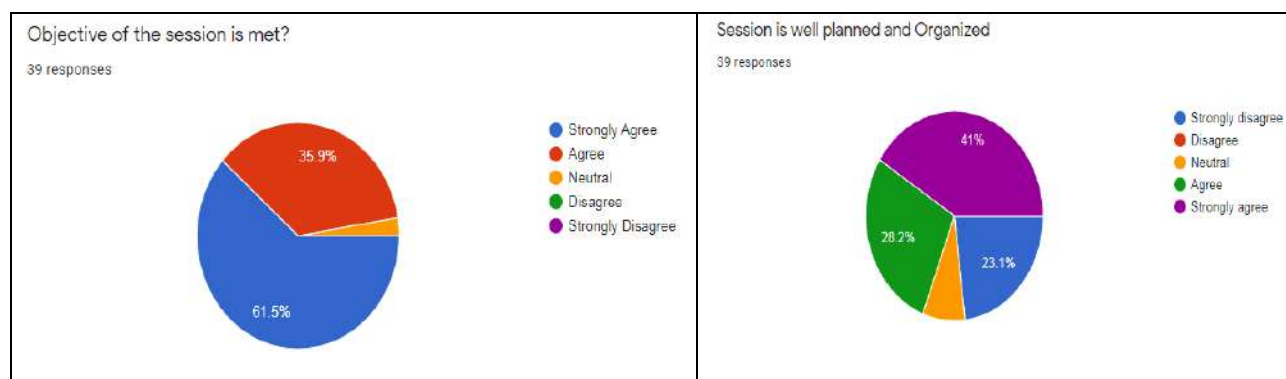 Objective of the session is met?
39 responses
35.9%
61.5%
Strongly Agree
Agree
Neutral
Disagree
Strongly Disagree
Session is well planned and Organized
39 responses
41%
28.2%
23.1%
Strongly disagree
Disagree
Neutral
Agree
Strongly agree